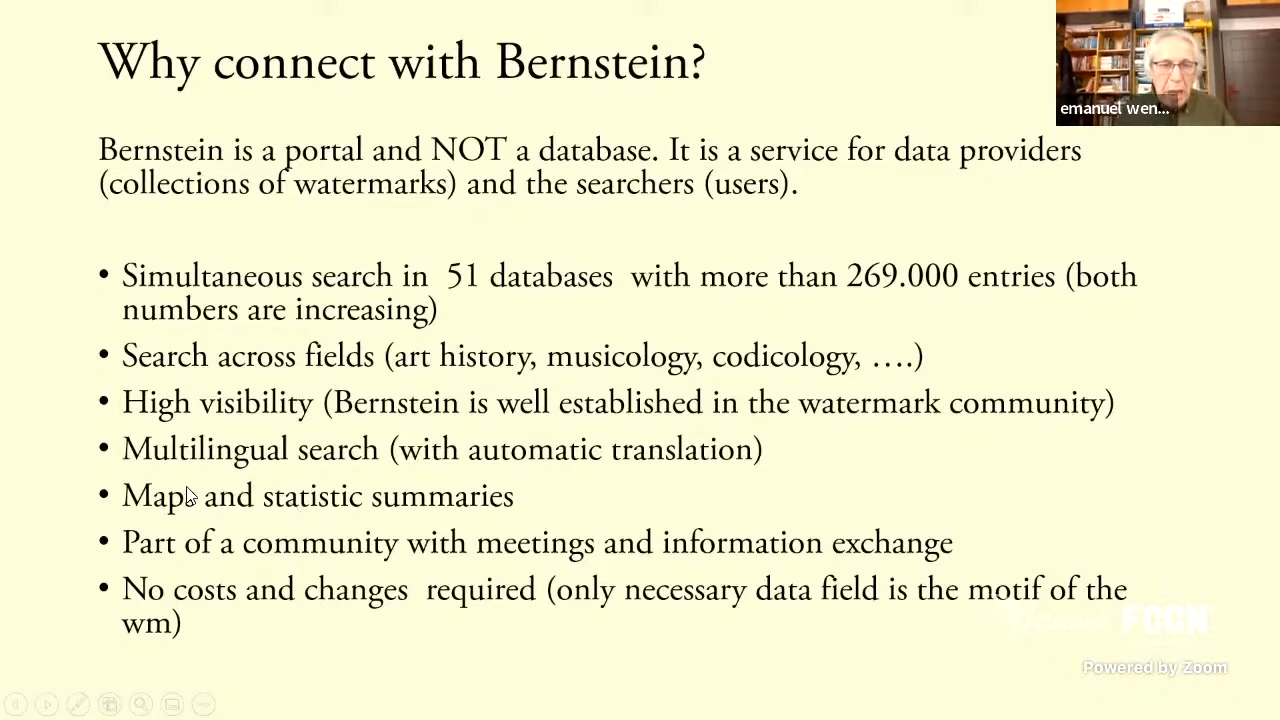 Why connect with Bernstein?
emanuel wen...
Bernstein is a portal and NOT a database. It is a service for data providers
(collections of watermarks) and the searchers (users).
• Simultaneous search in 51 databases with more than 269.000 entries (both
numbers are increasing)
• Search across fields (art history, musicology, codicology, ….)
• High visibility (Bernstein is well established in the watermark community)
• Multilingual search (with automatic translation)
• Maps and statistic summaries
• Part of a community with meetings and information exchange
• No costs and changes required (only necessary data field is the motif of the
wm)
FCCN
Powered by Zoom